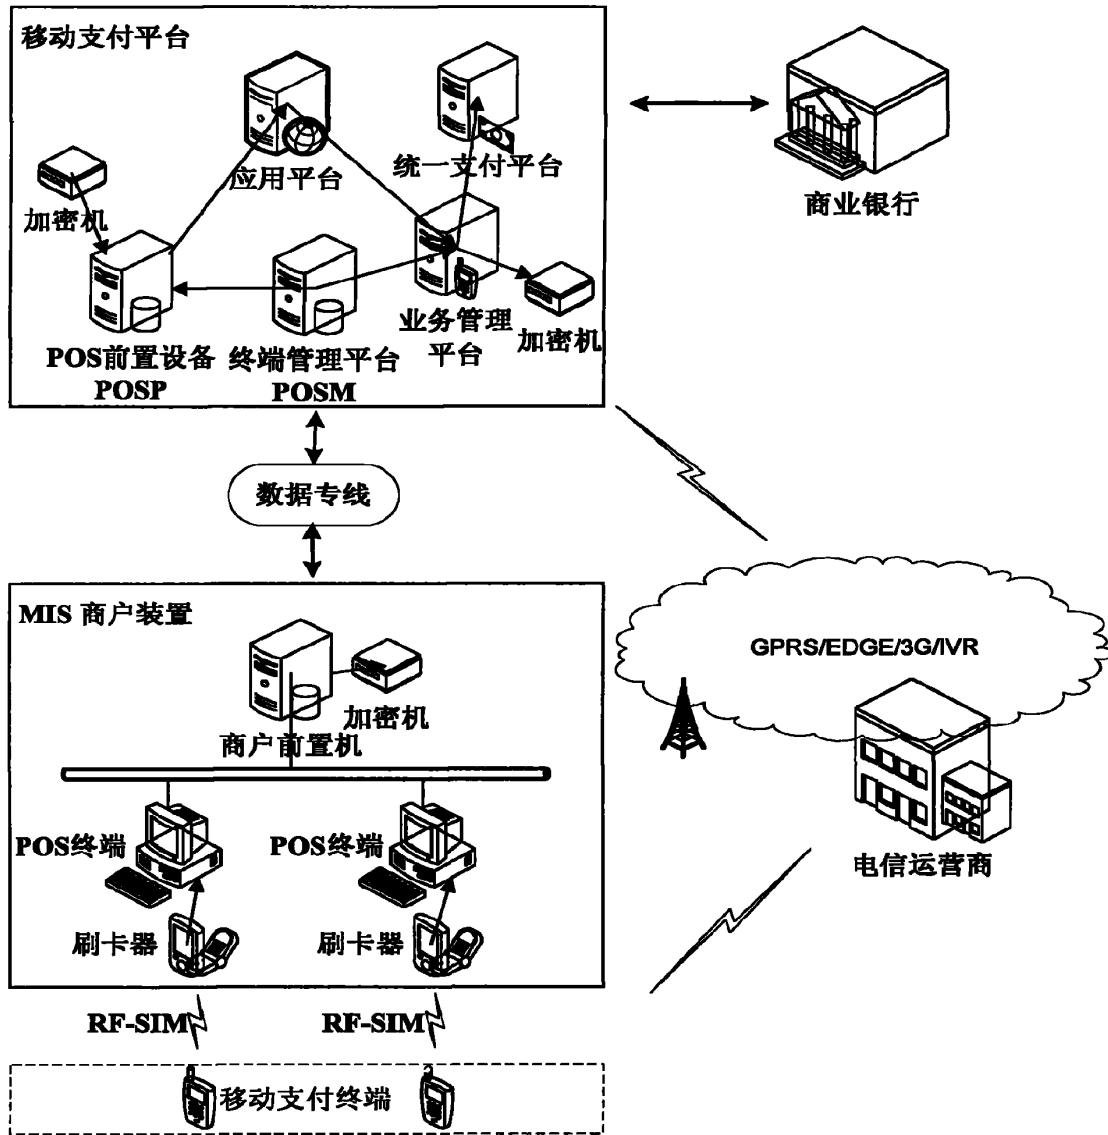 移动支付平台
应用平台
统一支付平台
加密机
商业银行
POS前置设备
POSP
终端管理平台
POSM
业务管理
平台
加密机
数据专线
MIS 商户装置
加密机
商户前置机
GPRS/EDGE/3G/IVR
POS终端
POS终端
电信运营商
刷卡器
刷卡器
RF-SIM
RF-SIM
移动支付终端